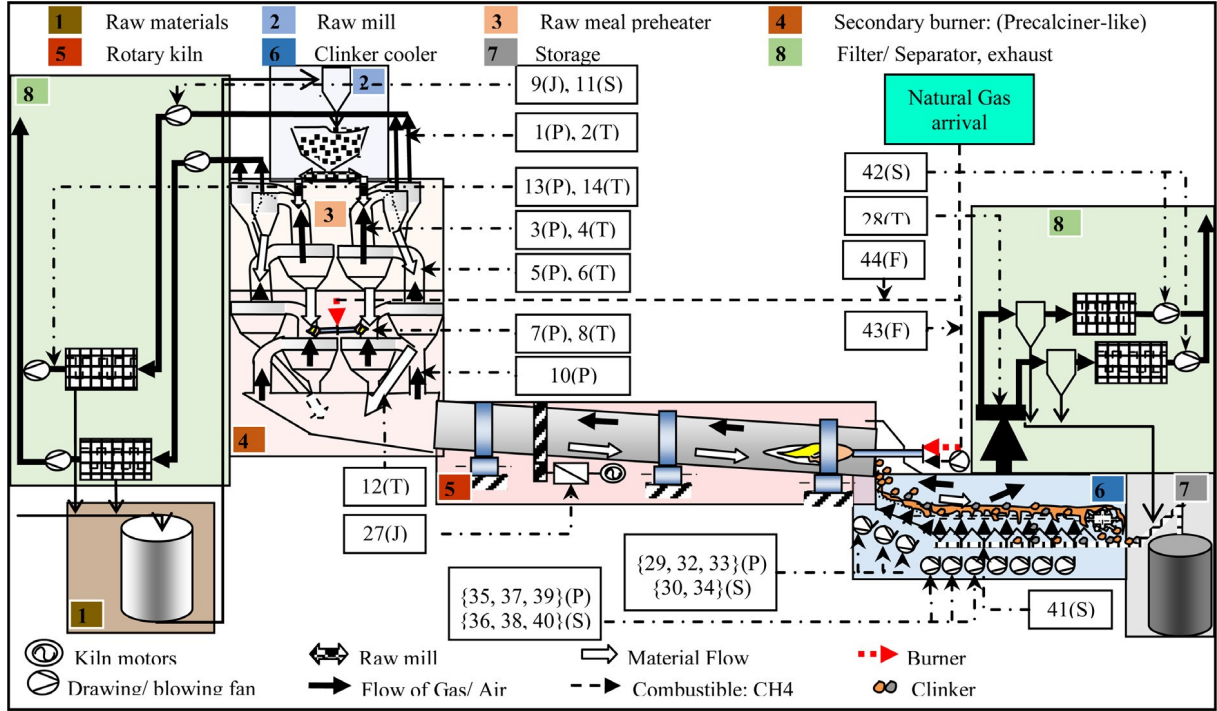 1 Raw materials 2 Raw mill 3 Raw meal preheater 4 Secondary burner: (Precalciner-like)
5 Rotary kiln 6 Clinker cooler 7 Storage 8 Filter/ Separator, exhaust
8
2
9(J), 11(S)
Natural Gas
arrival
1(P), 2(T)
13(P), 14(T)
42(S)
3
28(T)
8
3(P), 4(T)
44(F)
5(P), 6(T)
7(P), 8(T)
43(F)
10(P)
4
12(T)
5
6
7
27(J)
{29, 32, 33}(P)
{30, 34}(S)
{35, 37, 39}(P)
{36, 38, 40}(S)
41(S)
1
Kiln motors Raw mill Material Flow Burner
Drawing/ blowing fan Flow of Gas/ Air Combustible: CH4 Clinker